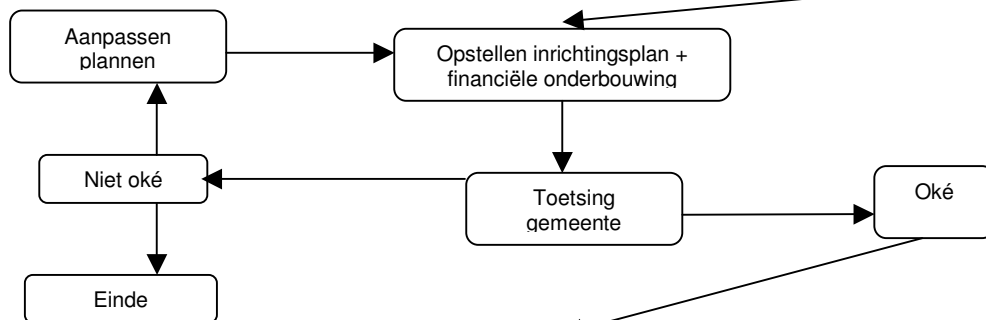 Aanpassen
plannen
Opstellen inrichtingsplan +
financiële onderbouwing
Niet oké
Toetsing
gemeente
Oké
Einde